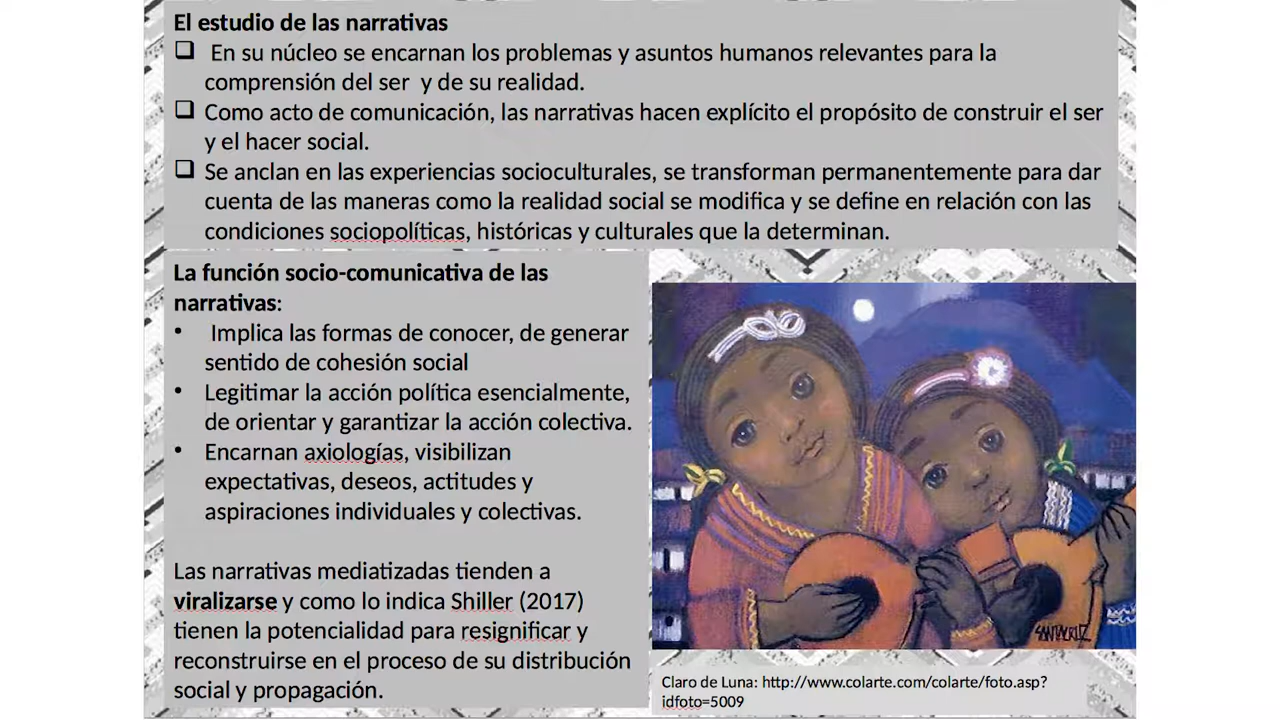 El estudio de las narrativas
❑ En su núcleo se encarnan los problemas y asuntos humanos relevantes para la
comprensión del ser y de su realidad.
❑ Como acto de comunicación, las narrativas hacen explícito el propósito de construir el ser
y el hacer social.
❑ Se anclan en las experiencias socioculturales, se transforman permanentemente para dar
cuenta de las maneras como la realidad social se modifica y se define en relación con las
condiciones sociopolíticas, históricas y culturales que la determinan.
La función socio-comunicativa de las
narrativas:
• Implica las formas de conocer, de generar
sentido de cohesión social
• Legitimar la acción política esencialmente,
de orientar y garantizar la acción colectiva.
• Encarnan axiologías, visibilizan
expectativas, deseos, actitudes y
aspiraciones individuales y colectivas.
Las narrativas mediatizadas tienden a
viralizarse y como lo indica Shiller (2017)
tienen la potencialidad para resignificar y
reconstruirse en el proceso de su distribución
social y propagación.
SANTACRUZ
Claro de Luna: http://www.colarte.com/colarte/foto.asp?
idfoto=5009